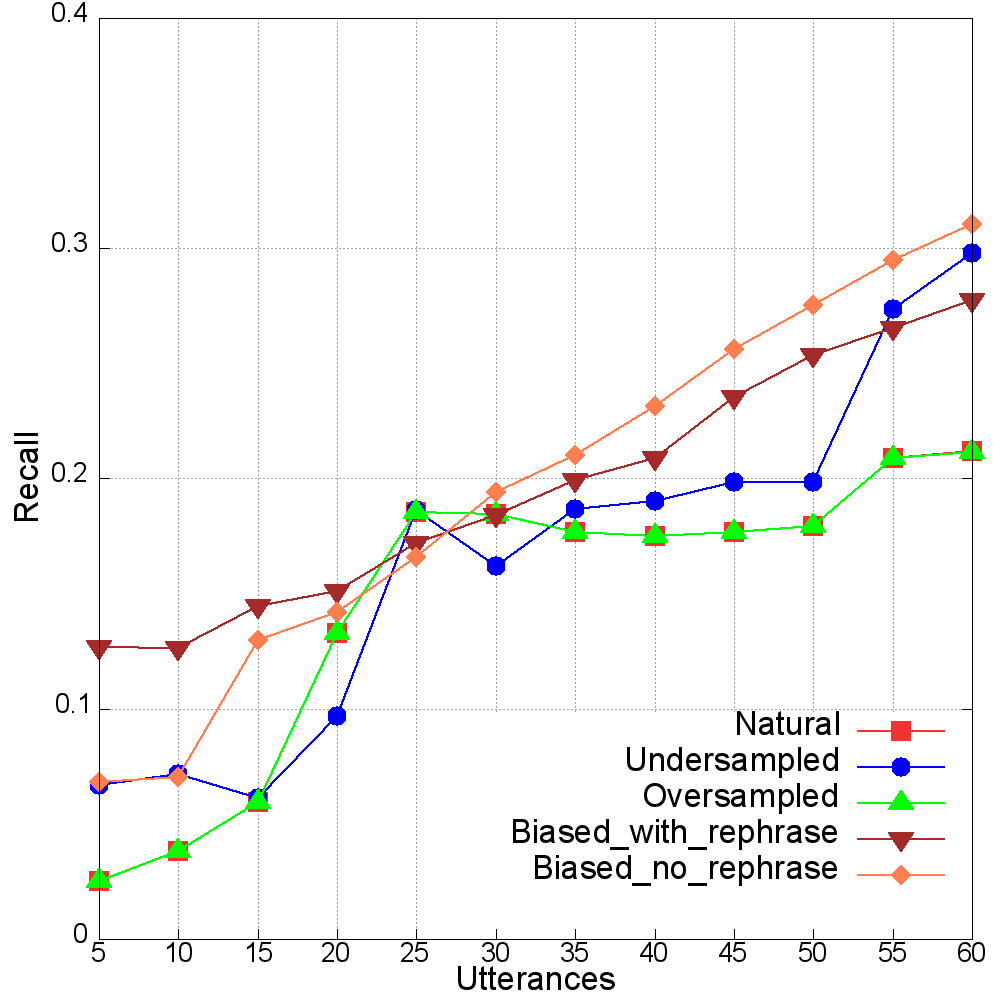 0.4
0.3
0.2
0.1
0
Recall
5 10 15 20 25 30 35 40 45 50 55 60
Utterances
Natural
Undersampled
Oversampled
Biased_with_rephrase
Biased_no_rephrase